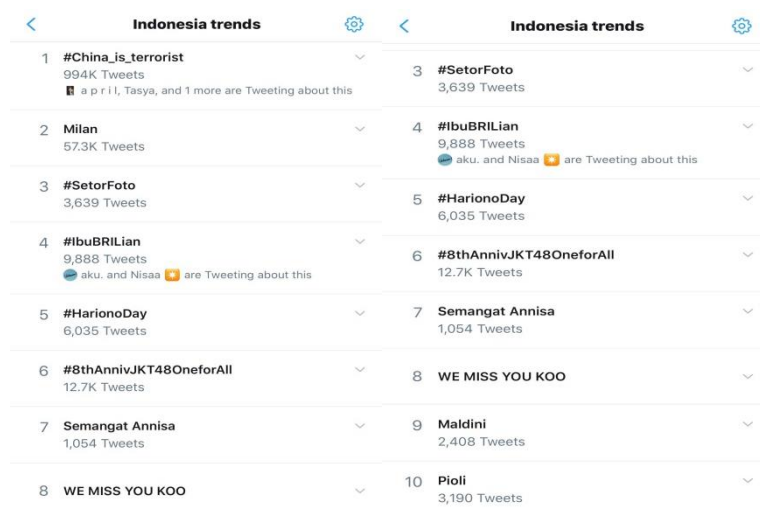 Indonesia trends
1 #China_is_terrorist
994K Tweets
a p r i l, Tasya, and 1 more are Tweeting about this
2 Milan
57.3K Tweets
3 #SetorFoto
3,639 Tweets
4 #IbuBRILian
9,888 Tweets
aku. and Nisaa are Tweeting about this
5 #HarionoDay
6,035 Tweets
6 #8thAnnivJKT48OneforAll
12.7K Tweets
7 Semangat Annisa
1,054 Tweets
8 WE MISS YOU KOO
Indonesia trends
3 #SetorFoto
3,639 Tweets
4 #IbuBRILian
9,888 Tweets
aku. and Nisaa are Tweeting about this
5 #HarionoDay
6,035 Tweets
6 #8thAnnivJKT48OneforAll
12.7K Tweets
7 Semangat Annisa
1,054 Tweets
8 WE MISS YOU KOO
9 Maldini
2,408 Tweets
10 Pioli
3,190 Tweets